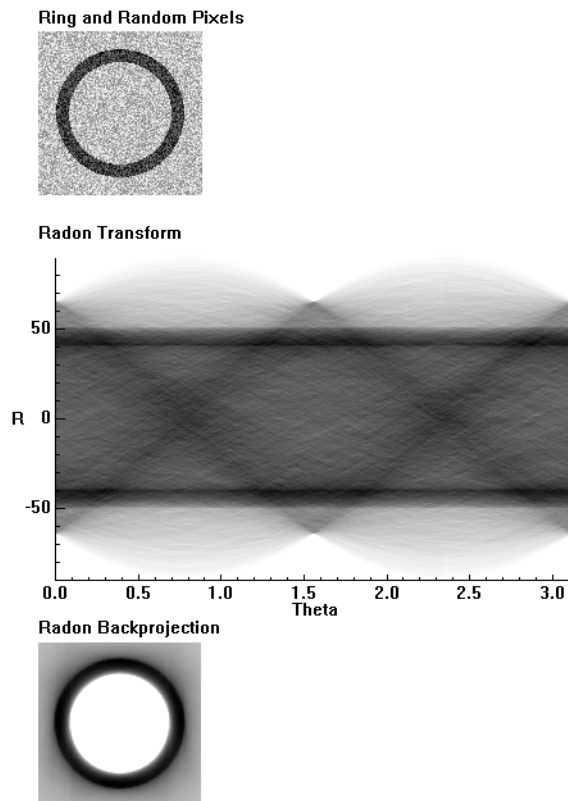 Ring and Random Pixels
Radon Transform
50
R 0
-50
0.0 0.5 1.0 1.5 2.0 2.5 3.0
Theta
Radon Backprojection